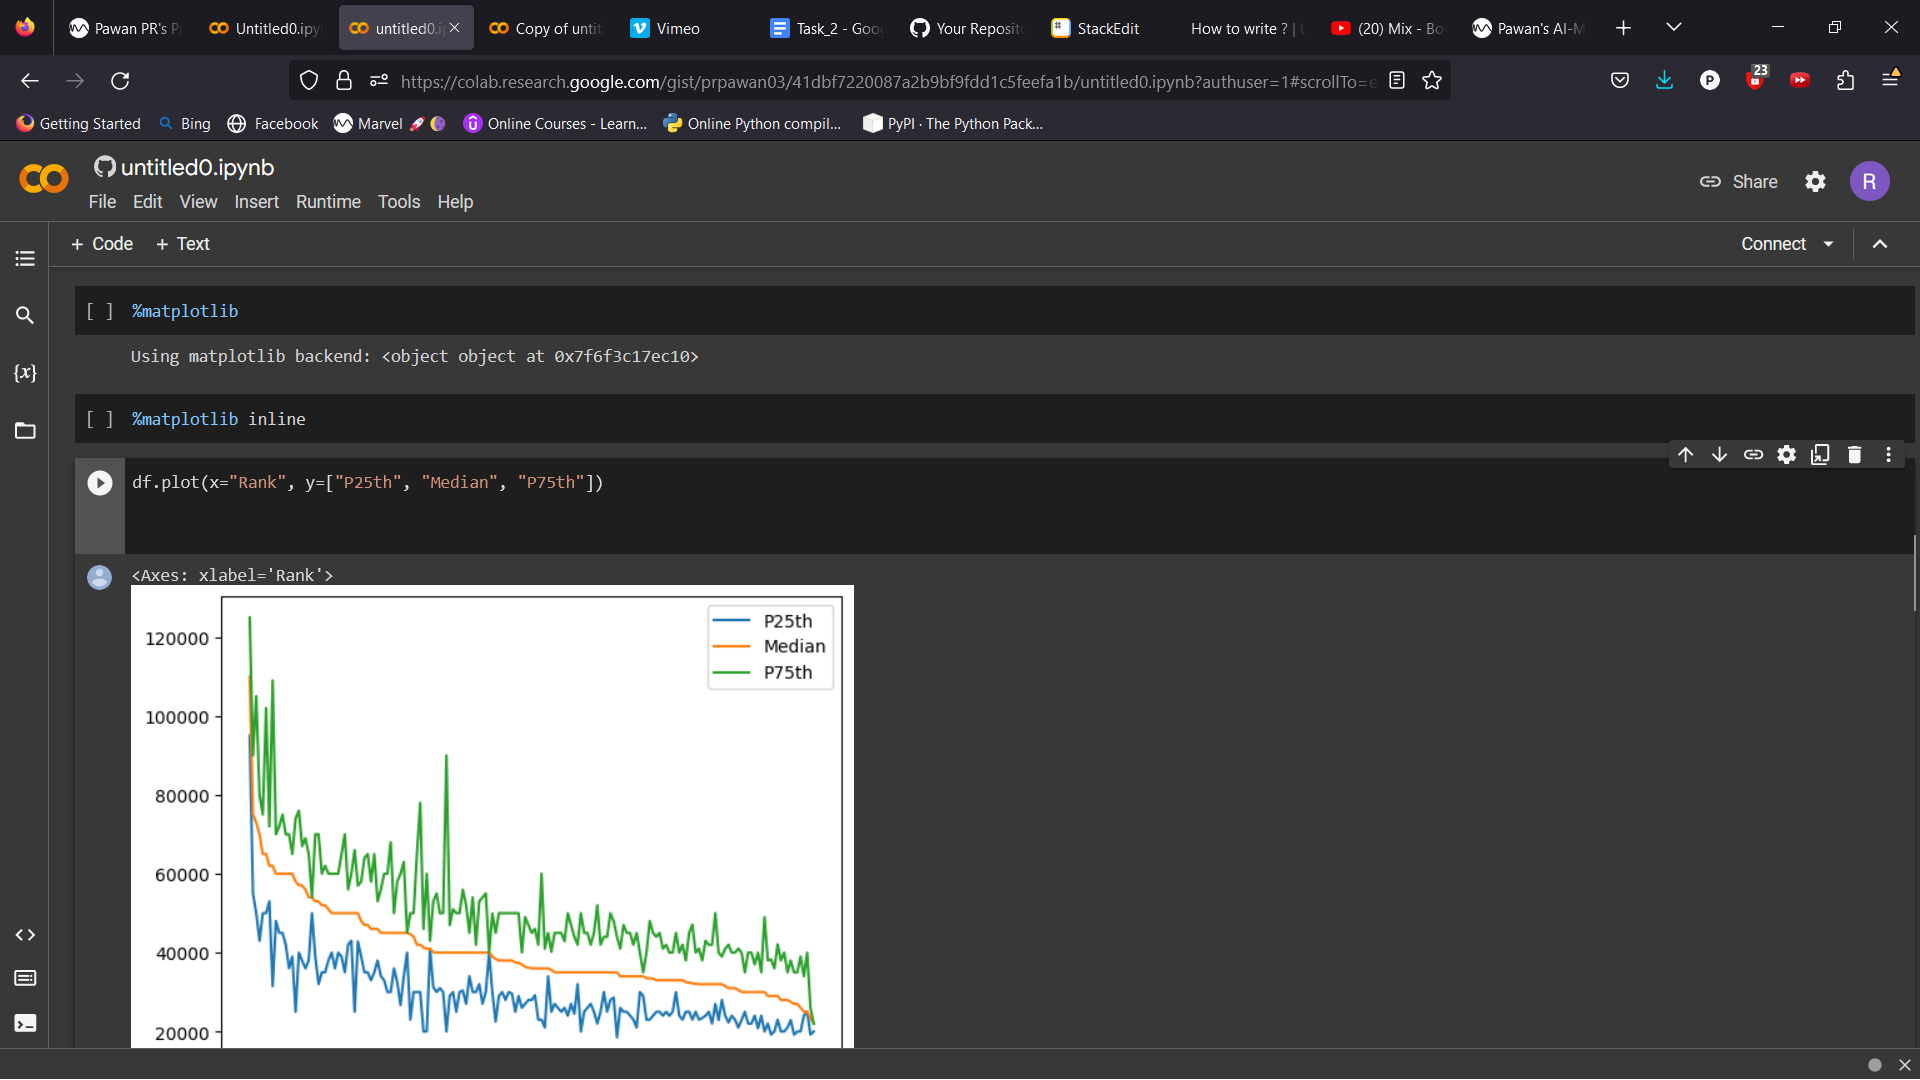 Pawan PR's P
Untitled0.ipy
untitled0.i
Copy of untit
Vimeo
Task_2 - Goo
Your Reposito
StackEdit
How to write ? |
(20) Mix - Bo
Pawan's AI-M
https://colab.research.google.com/gist/prpawan03/41dbf7220087a2b9bf9fdd1c5feefa1b/untitled0.ipynb?authuser=1#scrollTo=e
P
23
Getting Started
Bing
Facebook
Marvel 🚀
Online Courses - Learn...
Online Python compil...
PyPI · The Python Pack...
untitled0.ipynb
Share
R
File Edit View Insert Runtime Tools Help
+ Code + Text
Connect
[ ] %matplotlib
Using matplotlib backend: <object object at 0x7f6f3c17ec10>
{x}
[ ] %matplotlib inline
df.plot(x="Rank", y=["P25th", "Median", "P75th"])
<Axes: xlabel='Rank'>
P25th
Median
P75th
120000
100000
80000
60000
40000
20000